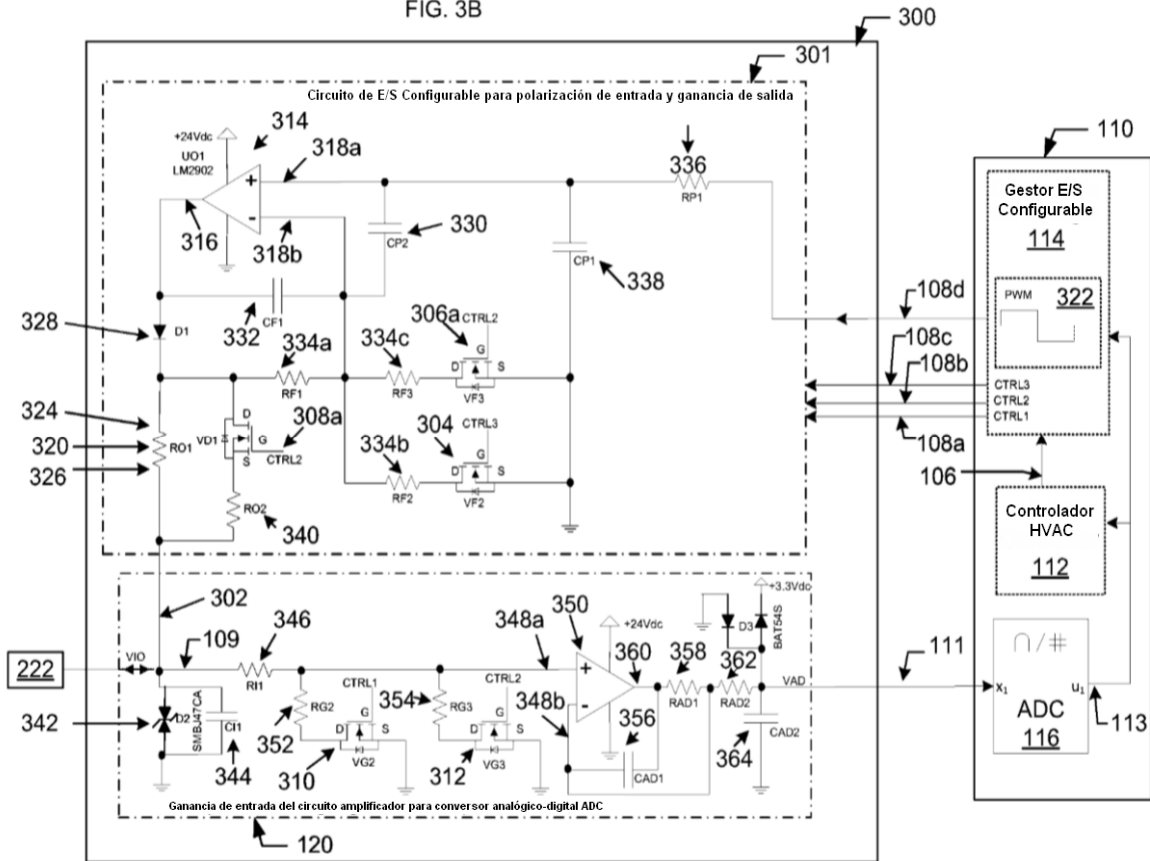 FIG. 3B
300
301
Circuito de E/S Configurable para polarización de entrada y ganancia de salida
110
+24Vdc
314
UO1
LM2902
318a
336
RP1
Gestor E/S
Configurable
114
+
-
316
318b
330
CP2
338
CP1
108d
PWM
322
328
D1
332
CF1
306a
CTRL2
G
D
S
VF3
108c
108b
334a
RF1
334c
RF3
CTRL3
CTRL2
CTRL1
108a
324
320
RO1
326
VD1
D
G
S
308a
CTRL2
304
CTRL3
G
D
S
VF2
334b
RF2
106
RO2
340
Controlador
HVAC
112
302
346
348a
350
+24Vdc
+3.3Vdc
D3
BAT54S
109
VIO
222
RI1
+
-
360
358
362
RAD1
RAD2
VAD
111
342
D2
SMBJ47CA
CI1
344
RG2
352
CTRL1
G
D
S
VG2
310
354
RG3
CTRL2
G
D
S
VG3
312
348b
356
CAD1
364
CAD2
∩/#
x1
u1
ADC
116
113
Ganancia de entrada del circuito amplificador para conversor analógico-digital ADC
120